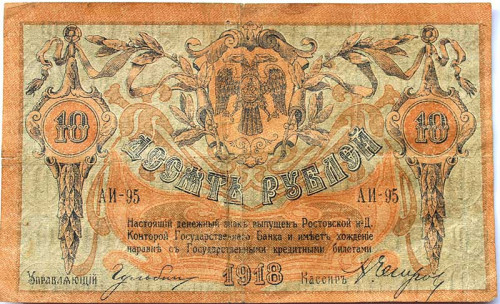 10 10
ДЕСЯТЬ РУБЛЕЙ
АИ-95 АИ-95
Настоящій денежный знакъ выпущенъ Ростовской н-Д.
Конторой Государственнаго Банка и имѣетъ хожденіе
наравнѣ съ Государственными кредитными билетами
Управляющій 1918 Кассиръ